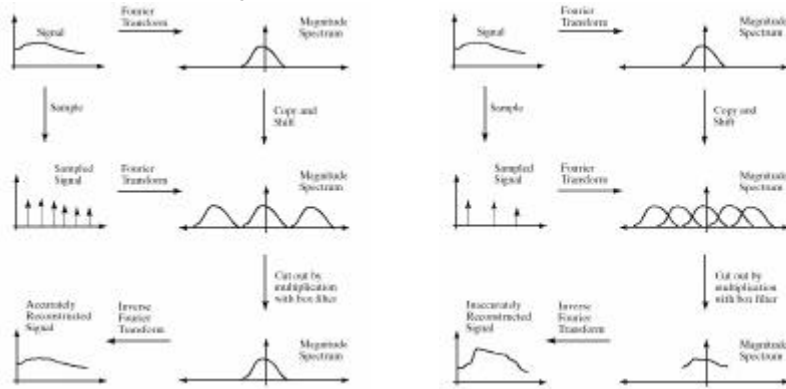 Signal
Fourier
Transform
Magnitude
Spectrum
Sample
Copy and
Shift
Sampled
Signal
Fourier
Transform
Magnitude
Spectrum
Cut out by
multiplication
with box filter
Accurately
Reconstructed
Signal
Inverse
Fourier
Transform
Magnitude
Spectrum
Signal
Fourier
Transform
Magnitude
Spectrum
Sample
Copy and
Shift
Sampled
Signal
Fourier
Transform
Magnitude
Spectrum
Cut out by
multiplication
with box filter
Inaccurately
Reconstructed
Signal
Inverse
Fourier
Transform
Magnitude
Spectrum